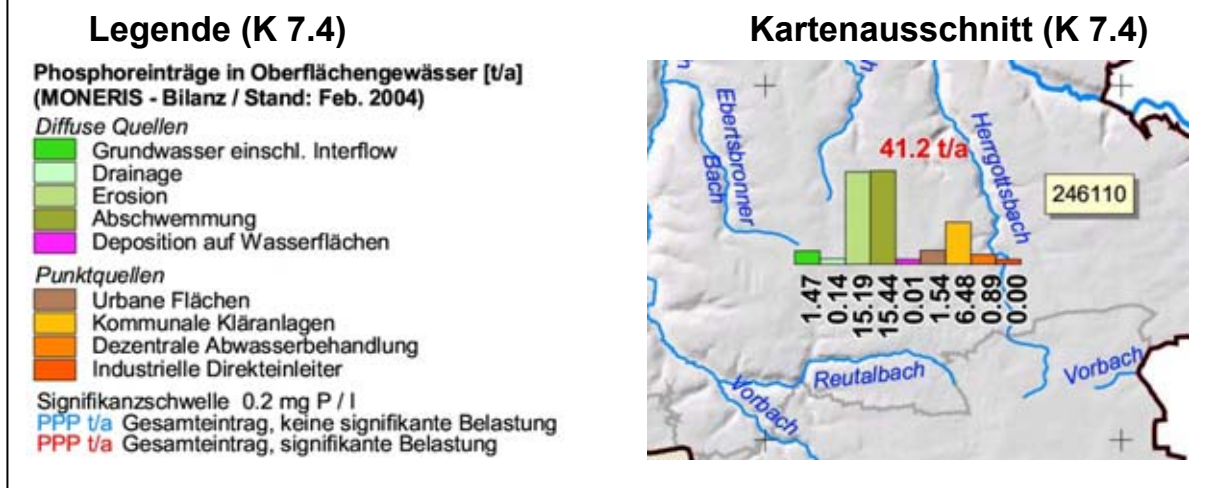 Legende (K 7.4)
Phosphoreinträge in Oberflächengewässer [t/a]
(MONERIS - Bilanz / Stand: Feb. 2004)
Diffuse Quellen
Grundwasser einschl. Interflow
Drainage
Erosion
Abschwemmung
Deposition auf Wasserflächen
Punktquellen
Urbane Flächen
Kommunale Kläranlagen
Dezentrale Abwasserbehandlung
Industrielle Direkteinleiter
Signifikanzschwelle 0.2 mg P / l
PPP t/a Gesamteintrag, keine signifikante Belastung
PPP t/a Gesamteintrag, signifikante Belastung
Kartenausschnitt (K 7.4)
Ebertsbronner
Bach
41.2 t/a
Herrgottsbach
246110
1.47
0.14
15.19
15.44
0.01
1.54
6.48
0.89
0.00
Reutalbach
Vorbach
Vorbach